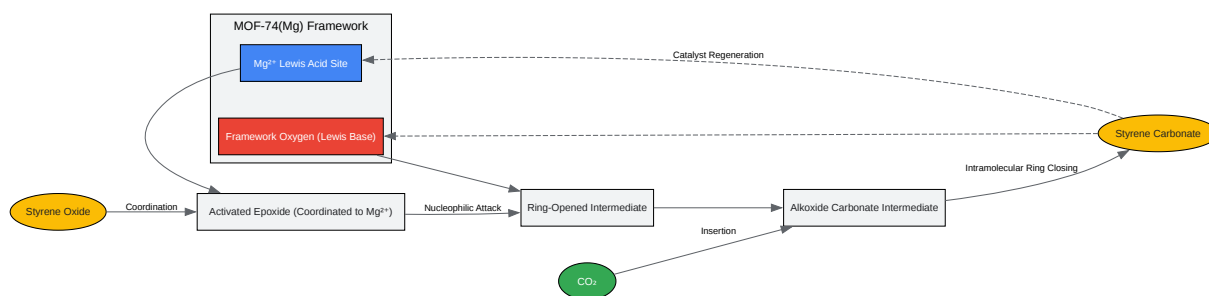 MOF-74(Mg) Framework
Mg²⁺ Lewis Acid Site
Catalyst Regeneration
Framework Oxygen (Lewis Base)
Styrene Carbonate
Intramolecular Ring Closing
Styrene Oxide
Coordination
Activated Epoxide (Coordinated to Mg²⁺)
Nucleophilic Attack
Ring-Opened Intermediate
Alkoxide Carbonate Intermediate
Insertion
CO₂